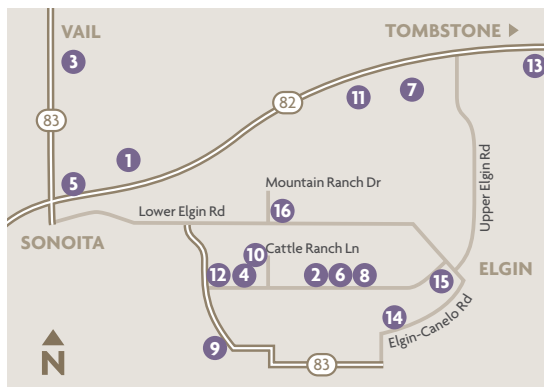 VAIL
TOMBSTONE ▶
3
13
7
11
82
83
1
5
Mountain Ranch Dr
Upper Elgin Rd
Lower Elgin Rd
16
SONOITA
Cattle Ranch Ln
10
ELGIN
12
4
2
6
8
15
14
Elgin-Canelo Rd
9
83
N